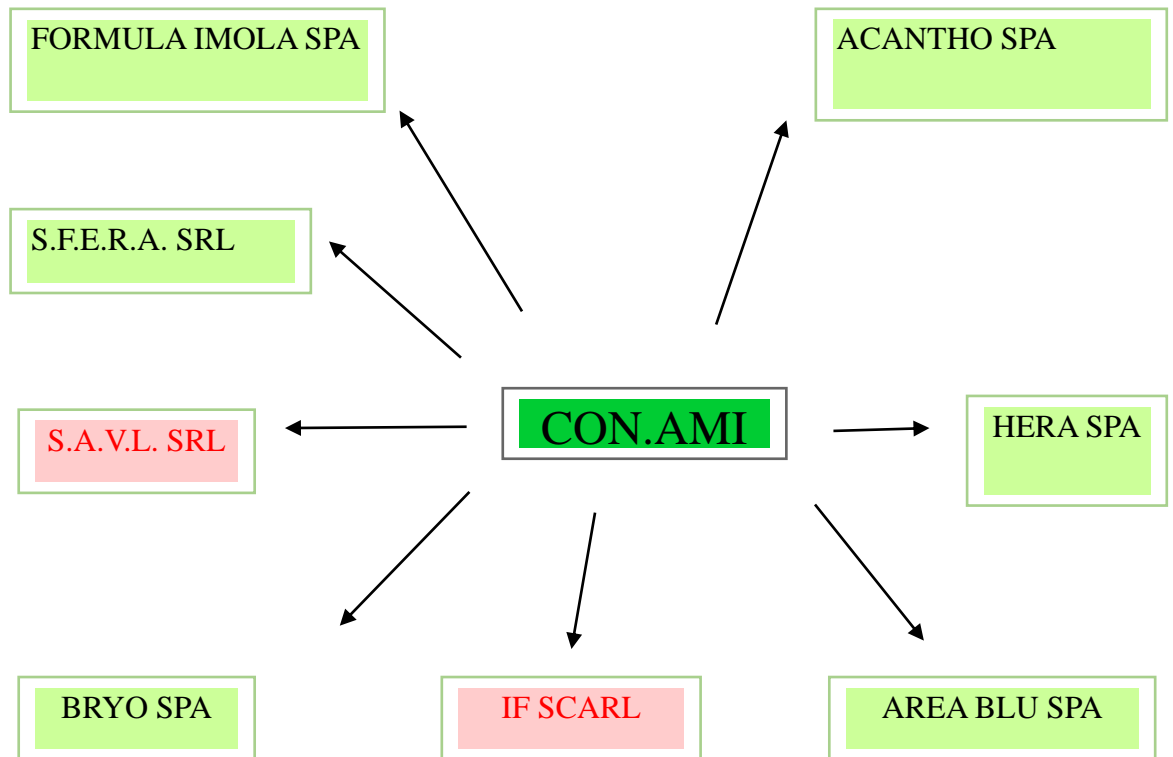 FORMULA IMOLA SPA
ACANTHO SPA
S.F.E.R.A. SRL
S.A.V.L. SRL
CON.AMI
HERA SPA
BRYO SPA
IF SCARL
AREA BLU SPA